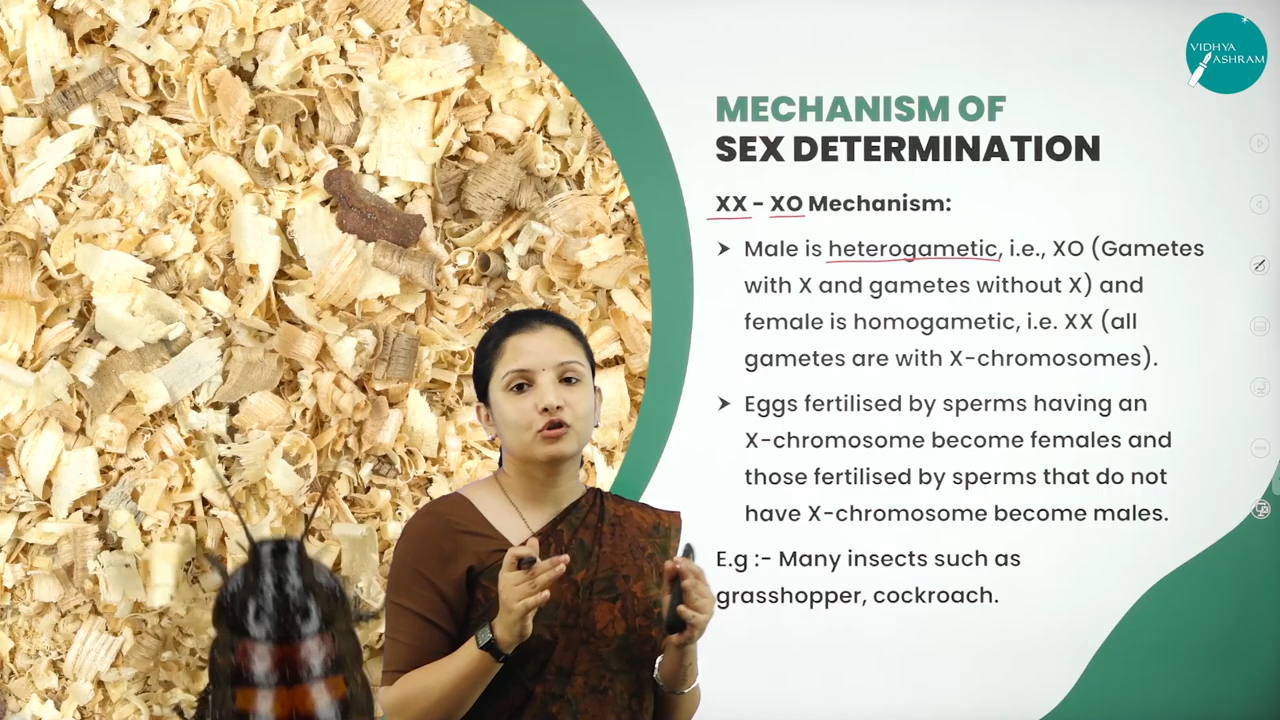 VIDHYA
ASHRAM
MECHANISM OF
SEX DETERMINATION
XX - XO Mechanism:
➤ Male is heterogametic, i.e., XO (Gametes
with X and gametes without X) and
female is homogametic, i.e. XX (all
gametes are with X-chromosomes).
➤ Eggs fertilised by sperms having an
X-chromosome become females and
those fertilised by sperms that do not
have X-chromosome become males.
E.g :- Many insects such as
grasshopper, cockroach.